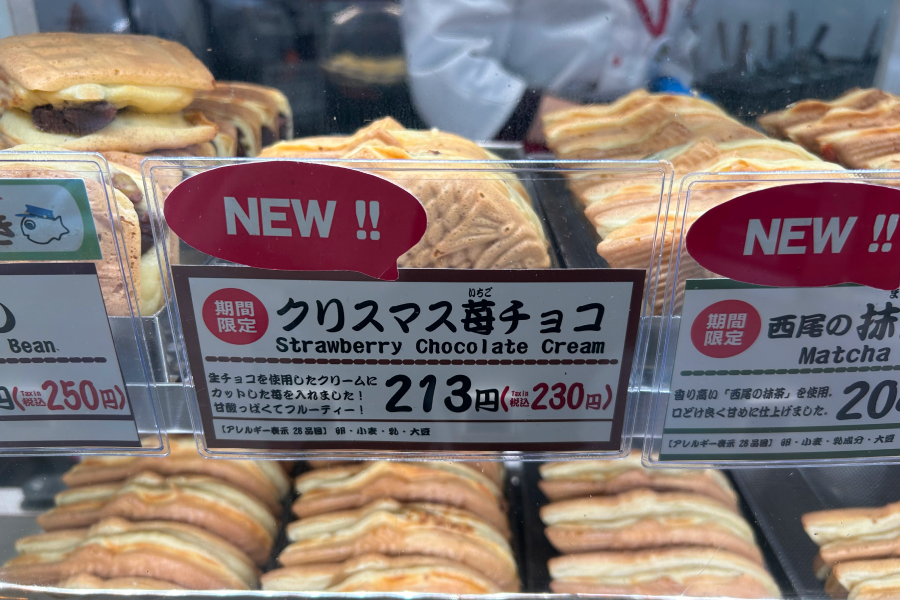 き
Bean.
円(Tax in 税込250円)
NEW!!
期間限定
いちご
クリスマス苺チョコ
Strawberry Chocolate Cream
生チョコを使用したクリームに
カットした苺を入れました!
甘酸っぱくてフルーティー!
213円(Tax in 税込230円)
【アレルギー表示 28品目】 卵・小麦・乳・大豆
NEW!!
期間限定
西尾の抹
Matcha
香り高い「西尾の抹茶」を使用。
口どけ良く甘めに仕上げました。
20
【アレルギー表示 28品目】 卵・小麦・乳成分・大豆